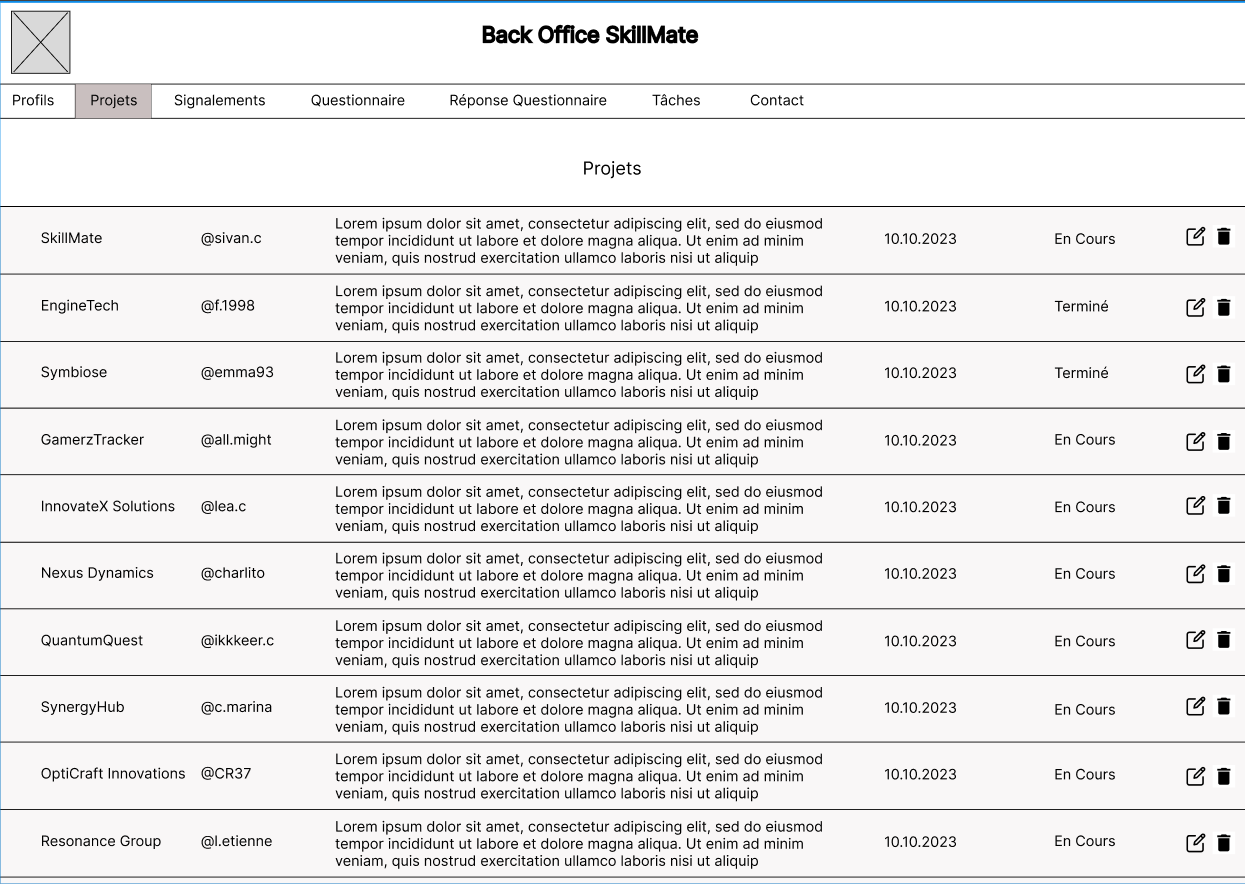 Back Office SkillMate
Profils Projets Signalements Questionnaire Réponse Questionnaire Tâches Contact
Projets
Lorem ipsum dolor sit amet, consectetur adipiscing elit, sed do eiusmod
SkillMate @sivan.c tempor incididunt ut labore et dolore magna aliqua. Ut enim ad minim 10.10.2023 En Cours
veniam, quis nostrud exercitation ullamco laboris nisi ut aliquip
Lorem ipsum dolor sit amet, consectetur adipiscing elit, sed do eiusmod
EngineTech @f.1998 tempor incididunt ut labore et dolore magna aliqua. Ut enim ad minim 10.10.2023 Terminé
veniam, quis nostrud exercitation ullamco laboris nisi ut aliquip
Lorem ipsum dolor sit amet, consectetur adipiscing elit, sed do eiusmod
Symbiose @emma93 tempor incididunt ut labore et dolore magna aliqua. Ut enim ad minim 10.10.2023 Terminé
veniam, quis nostrud exercitation ullamco laboris nisi ut aliquip
Lorem ipsum dolor sit amet, consectetur adipiscing elit, sed do eiusmod
GamerzTracker @all.might tempor incididunt ut labore et dolore magna aliqua. Ut enim ad minim 10.10.2023 En Cours
veniam, quis nostrud exercitation ullamco laboris nisi ut aliquip
Lorem ipsum dolor sit amet, consectetur adipiscing elit, sed do eiusmod
InnovateX Solutions @lea.c tempor incididunt ut labore et dolore magna aliqua. Ut enim ad minim 10.10.2023 En Cours
veniam, quis nostrud exercitation ullamco laboris nisi ut aliquip
Lorem ipsum dolor sit amet, consectetur adipiscing elit, sed do eiusmod
Nexus Dynamics @charlito tempor incididunt ut labore et dolore magna aliqua. Ut enim ad minim 10.10.2023 En Cours
veniam, quis nostrud exercitation ullamco laboris nisi ut aliquip
Lorem ipsum dolor sit amet, consectetur adipiscing elit, sed do eiusmod
QuantumQuest @ikkkeer.c tempor incididunt ut labore et dolore magna aliqua. Ut enim ad minim 10.10.2023 En Cours
veniam, quis nostrud exercitation ullamco laboris nisi ut aliquip
Lorem ipsum dolor sit amet, consectetur adipiscing elit, sed do eiusmod
SynergyHub @c.marina tempor incididunt ut labore et dolore magna aliqua. Ut enim ad minim 10.10.2023 En Cours
veniam, quis nostrud exercitation ullamco laboris nisi ut aliquip
Lorem ipsum dolor sit amet, consectetur adipiscing elit, sed do eiusmod
OptiCraft Innovations @CR37 tempor incididunt ut labore et dolore magna aliqua. Ut enim ad minim 10.10.2023 En Cours
veniam, quis nostrud exercitation ullamco laboris nisi ut aliquip
Lorem ipsum dolor sit amet, consectetur adipiscing elit, sed do eiusmod
Resonance Group @l.etienne tempor incididunt ut labore et dolore magna aliqua. Ut enim ad minim 10.10.2023 En Cours
veniam, quis nostrud exercitation ullamco laboris nisi ut aliquip